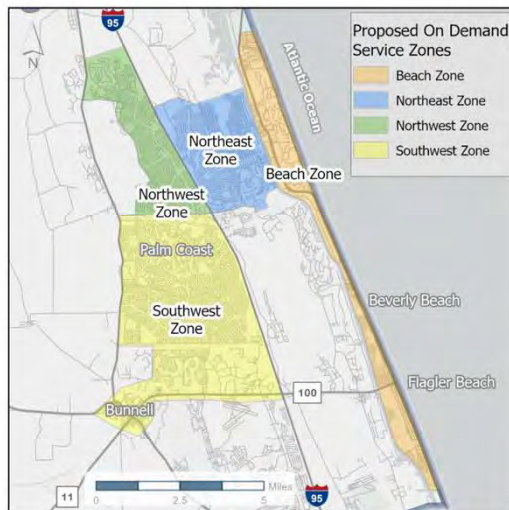 95
Proposed On Demand
Service Zones
Beach Zone
Northeast Zone
Northwest Zone
Southwest Zone
N
Atlantic Ocean
Northeast
Zone
Beach Zone
Northwest
Zone
Palm Coast
Southwest
Zone
Beverly Beach
Flagler Beach
100
Bunnell
11
Miles
0
2.5
5
95